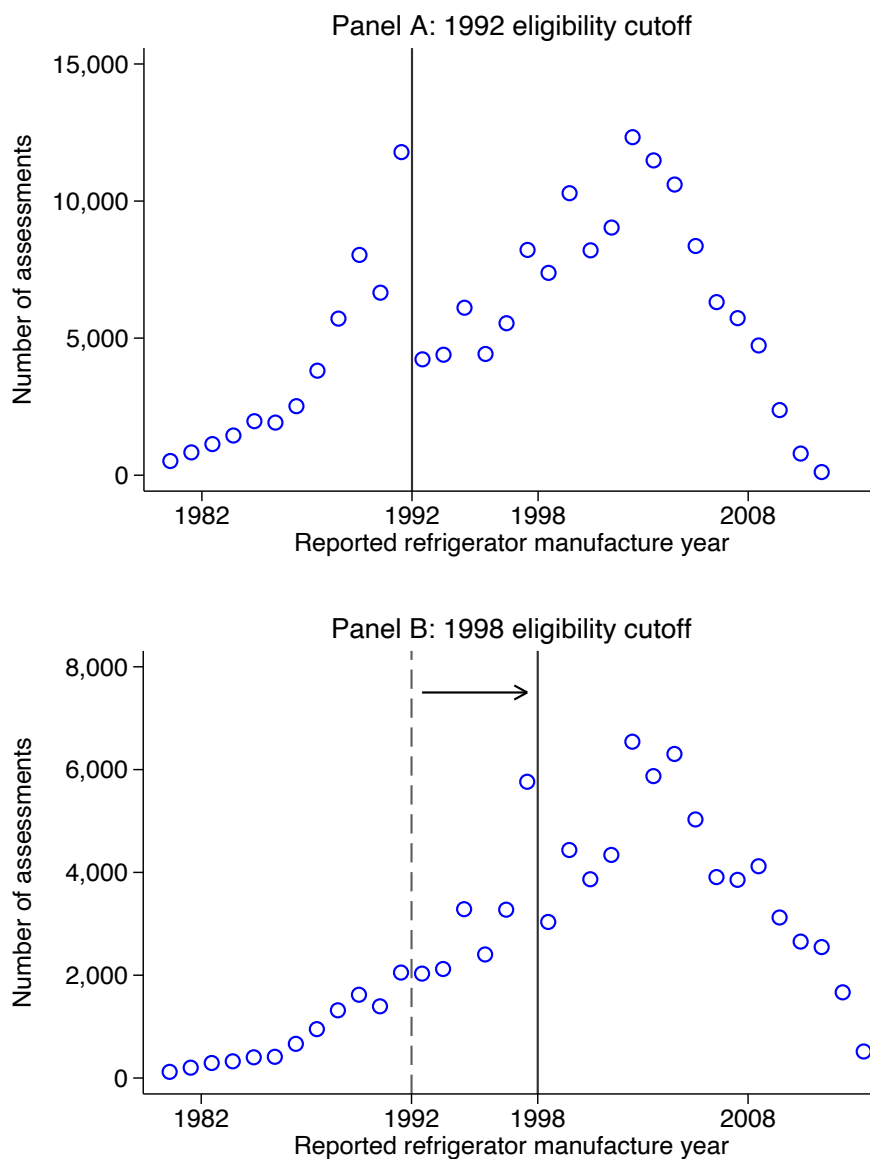 Panel A: 1992 eligibility cutoff
15,000
10,000
5,000
0
Number of assessments
1982
1992
1998
2008
Reported refrigerator manufacture year
Panel B: 1998 eligibility cutoff
8,000
6,000
4,000
2,000
0
Number of assessments
1982
1992
1998
2008
Reported refrigerator manufacture year